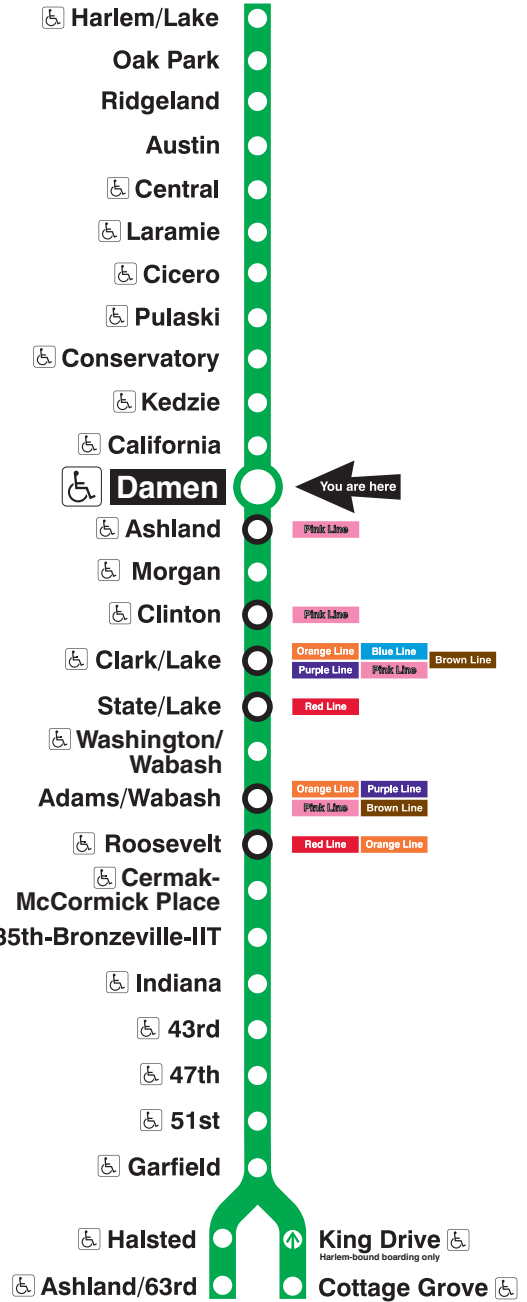 Harlem/Lake
Oak Park
Ridgeland
Austin
Central
Laramie
Cicero
Pulaski
Conservatory
Kedzie
California
Damen
You are here
Ashland
Pink Line
Morgan
Clinton
Pink Line
Clark/Lake
Orange Line Blue Line
Brown Line
Purple Line Pink Line
State/Lake
Red Line
Washington/
Wabash
Adams/Wabash
Orange Line Purple Line
Pink Line Brown Line
Roosevelt
Red Line Orange Line
Cermak-
McCormick Place
35th-Bronzeville-IIT
Indiana
43rd
47th
51st
Garfield
Halsted
King Drive
Harlem-bound boarding only
Ashland/63rd
Cottage Grove